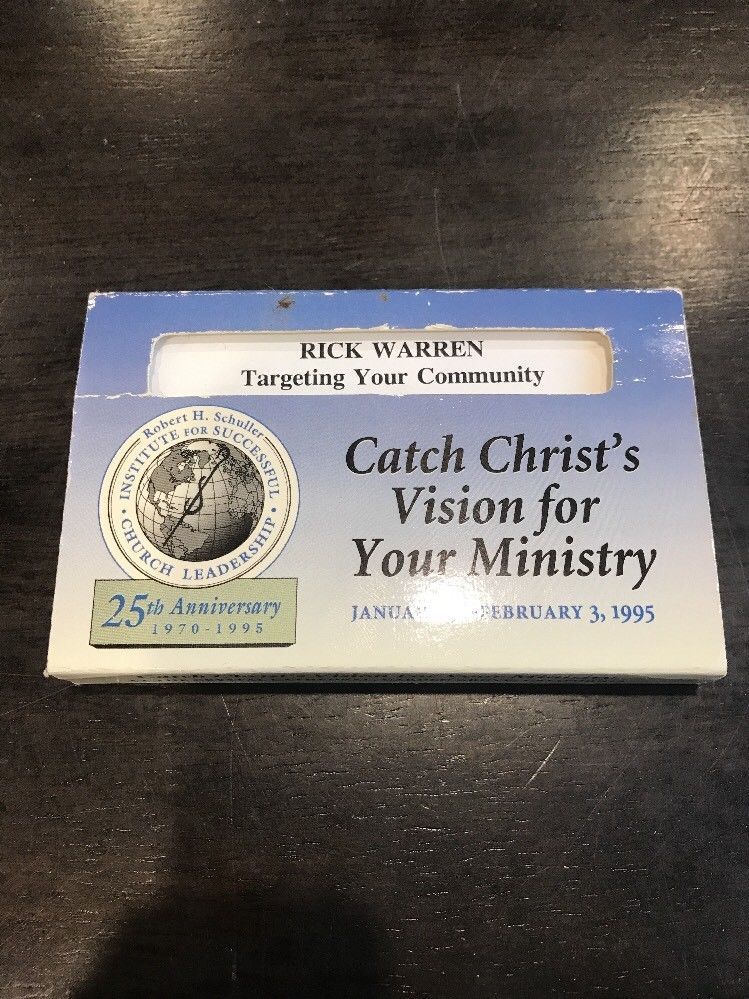 RICK WARREN
Targeting Your Community
Robert H. Schuller
INSTITUTE FOR SUCCESSFUL
CHURCH LEADERSHIP
25th Anniversary
1970-1995
Catch Christ's
Vision for
Your Ministry
FEBRUARY 3, 1995